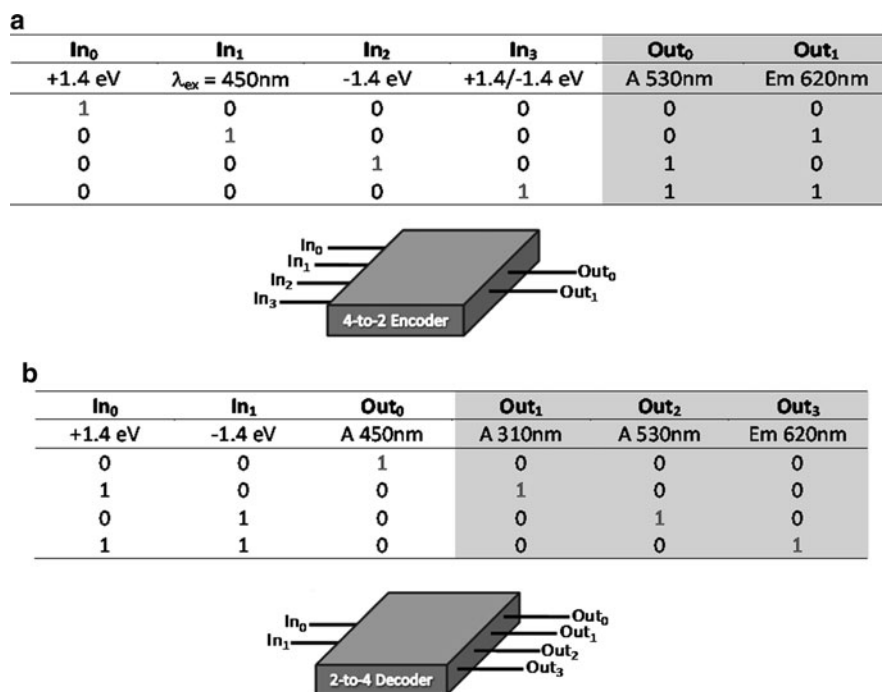 a
In₀ In₁ In₂ In₃ Out₀ Out₁
+1.4 eV λex = 450nm -1.4 eV +1.4/-1.4 eV A 530nm Em 620nm
1 0 0 0 0 0
0 1 0 0 0 1
0 0 1 0 1 0
0 0 0 1 1 1
In₀
In₁
In₂
In₃
Out₀
Out₁
4-to-2 Encoder
b
In₀ In₁ Out₀ Out₁ Out₂ Out₃
+1.4 eV -1.4 eV A 450nm A 310nm A 530nm Em 620nm
0 0 1 0 0 0
1 0 0 1 0 0
0 1 0 0 1 0
1 1 0 0 0 1
In₀
In₁
Out₀
Out₁
Out₂
Out₃
2-to-4 Decoder